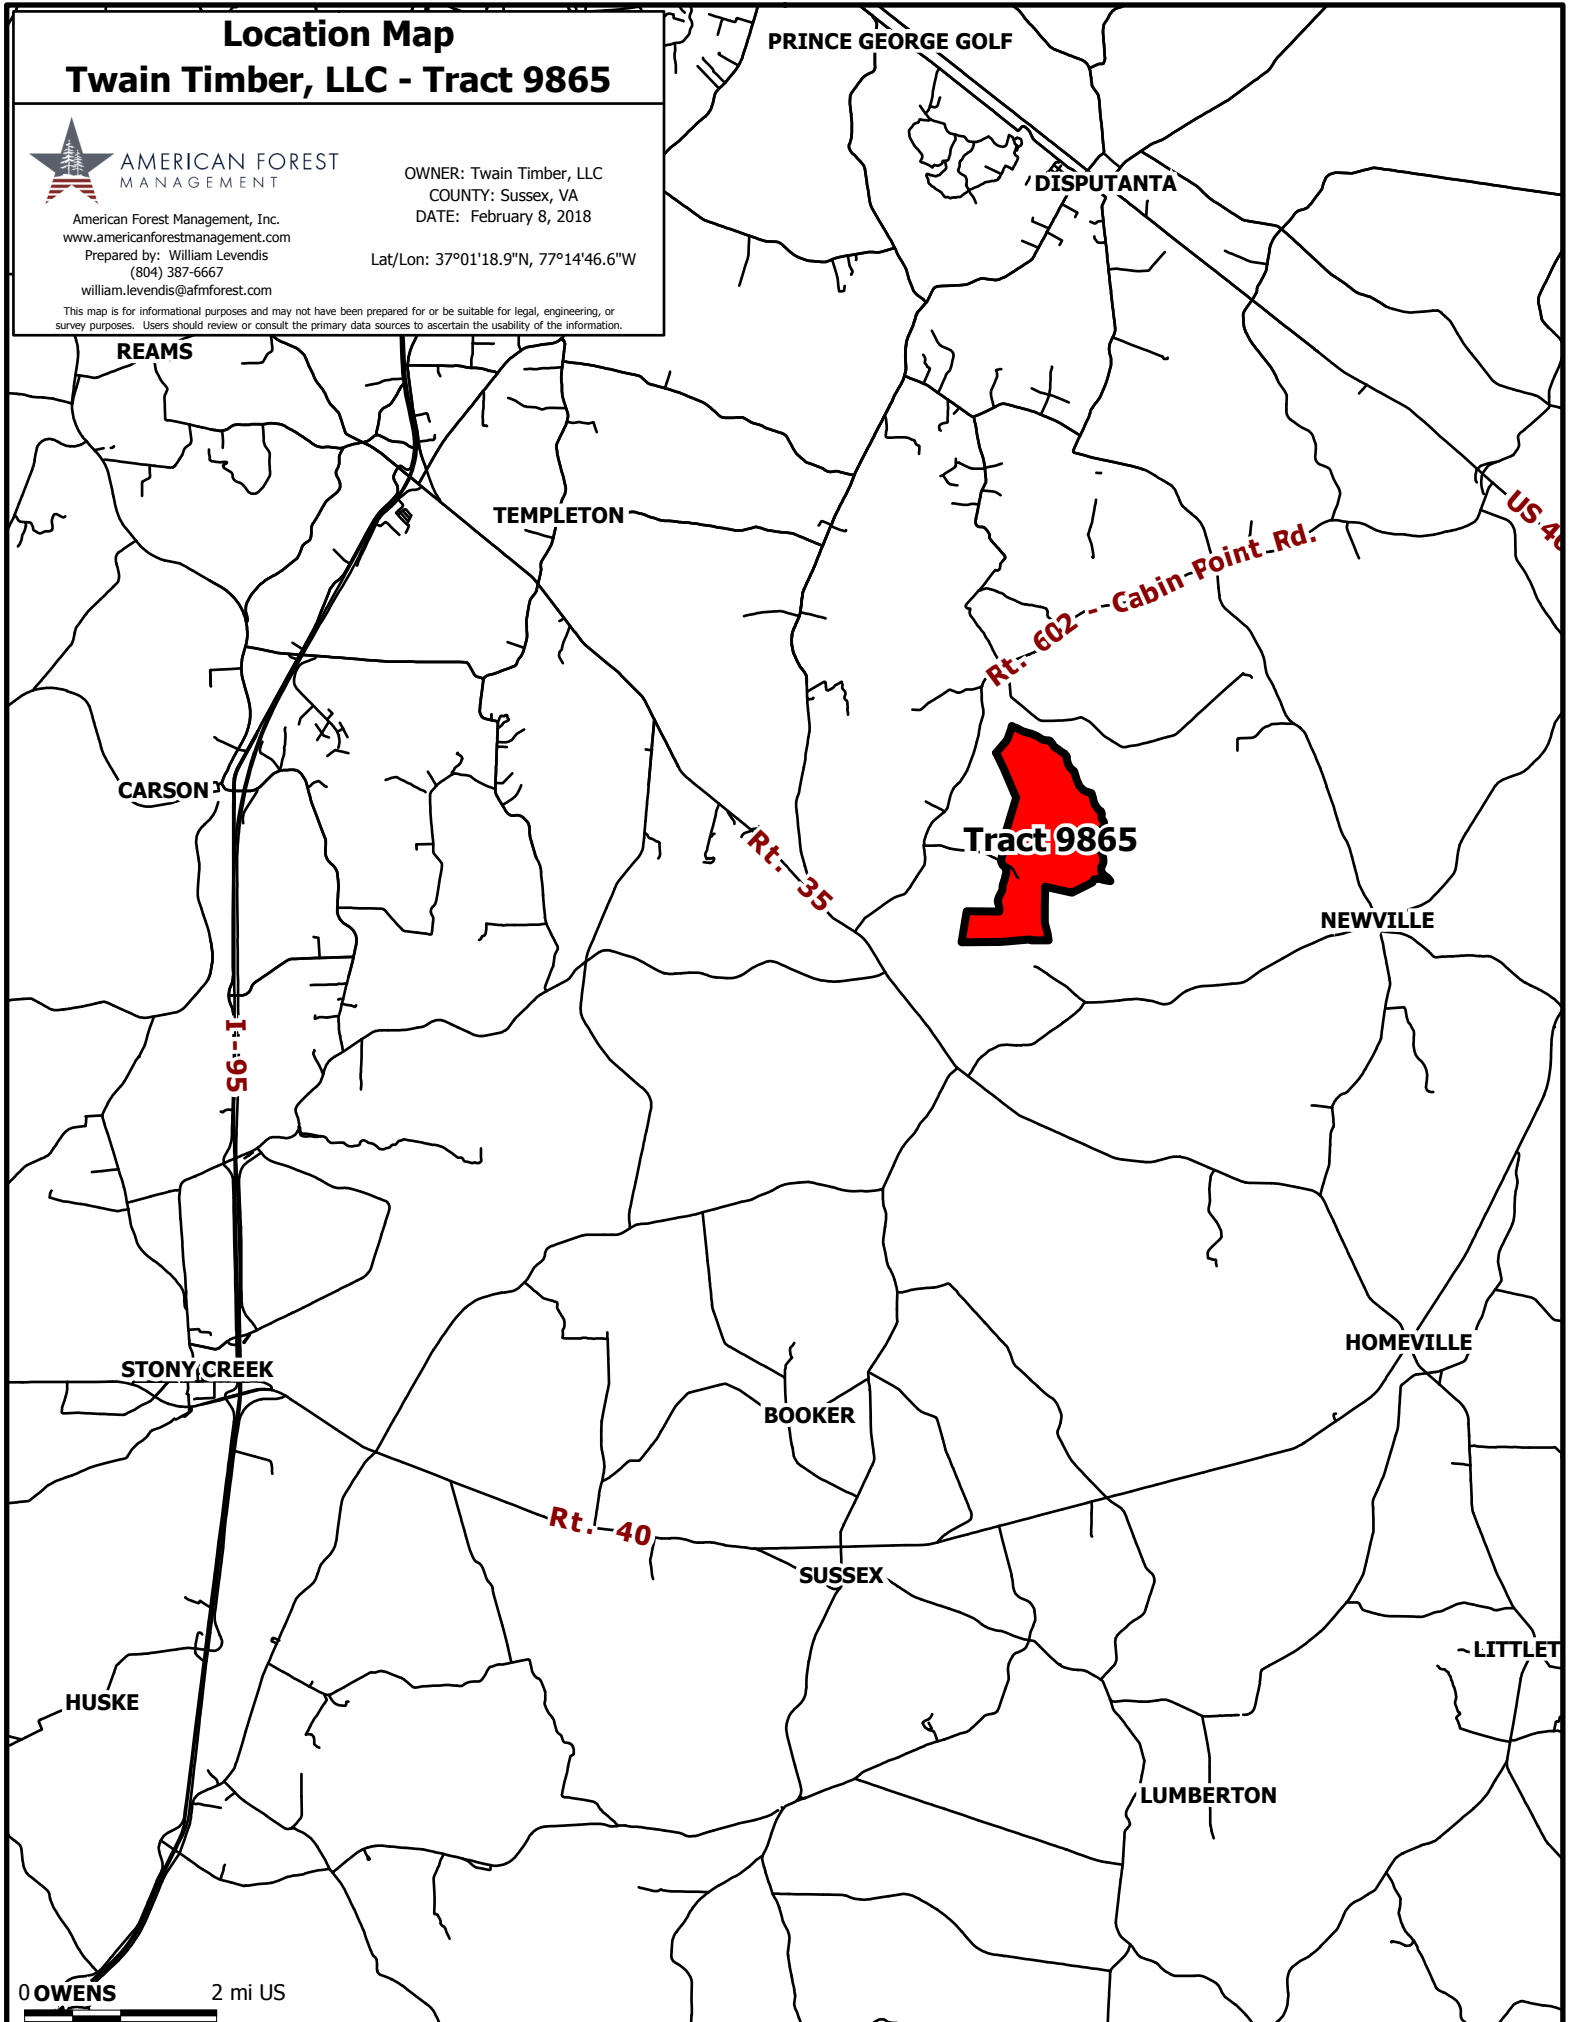 Location Map
Twain Timber, LLC - Tract 9865
AMERICAN FOREST
MANAGEMENT
American Forest Management, Inc.
www.americanforestmanagement.com
Prepared by: William Levendis
(804) 387-6667
william.levendis@afmforest.com
OWNER: Twain Timber, LLC
COUNTY: Sussex, VA
DATE: February 8, 2018
Lat/Lon: 37°01'18.9"N, 77°14'46.6"W
This map is for informational purposes and may not have been prepared for or be suitable for legal, engineering, or
survey purposes. Users should review or consult the primary data sources to ascertain the usability of the information.
PRINCE GEORGE GOLF
DISPUTANTA
REAMS
TEMPLETON
US 46
Rt. 602 - Cabin Point Rd.
CARSON
Tract 9865
Rt. 35
NEWVILLE
I-95
HOMEVILLE
STONY CREEK
BOOKER
Rt. 40
SUSSEX
LITTLET
HUSKE
LUMBERTON
OWENS
0 2 mi US